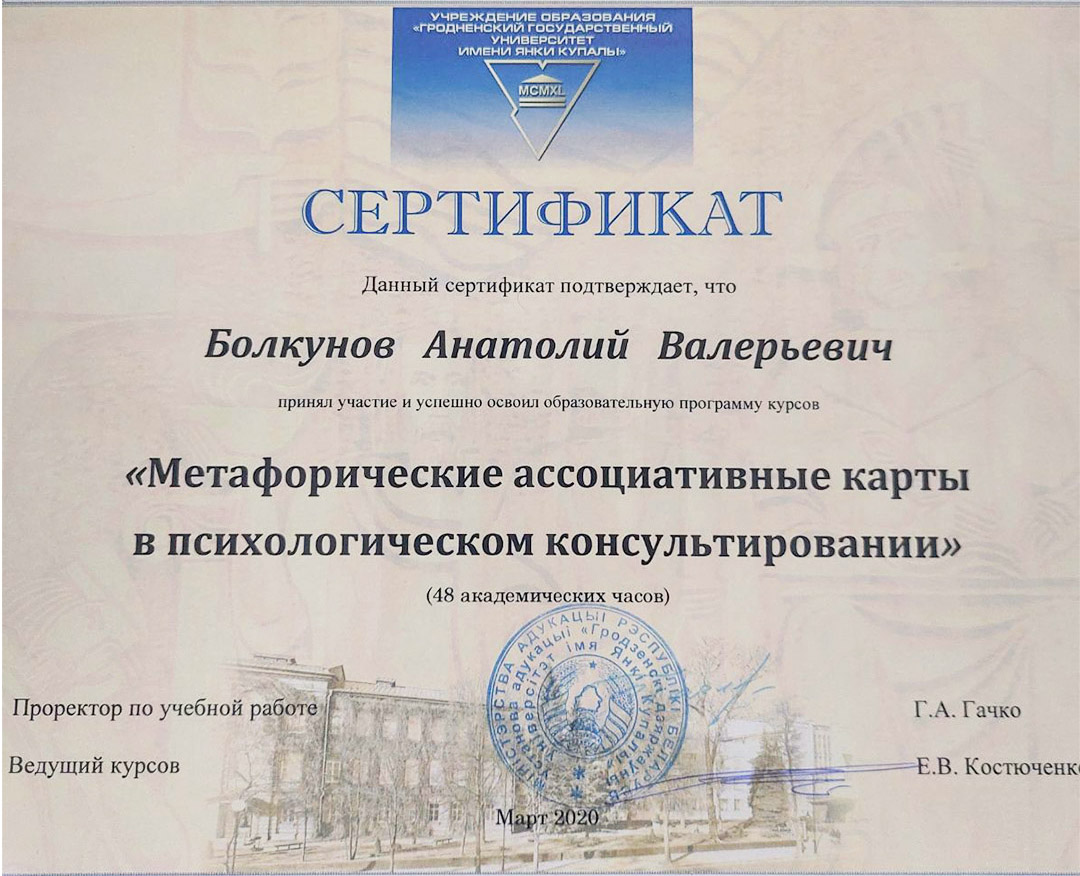 УЧРЕЖДЕНИЕ ОБРАЗОВАНИЯ
«ГРОДНЕНСКИЙ ГОСУДАРСТВЕННЫЙ
УНИВЕРСИТЕТ
ИМЕНИ ЯНКИ КУПАЛЫ»
MCMXL
СЕРТИФИКАТ
Данный сертификат подтверждает, что
Болкунов Анатолий Валерьевич
принял участие и успешно освоил образовательную программу курсов
«Метафорические ассоциативные карты
в психологическом консультировании»
(48 академических часов)
МІНІСТЭРСТВА АДУКАЦЫІ РЭСПУБЛІКІ БЕЛАРУСЬ
Установа адукацыі «Гродзенскі дзяржаўны
ўніверсітэт імя Янкі Купалы»
Проректор по учебной работе
Г.А. Гачко
Ведущий курсов
Е.В. Костюченко
Март 2020